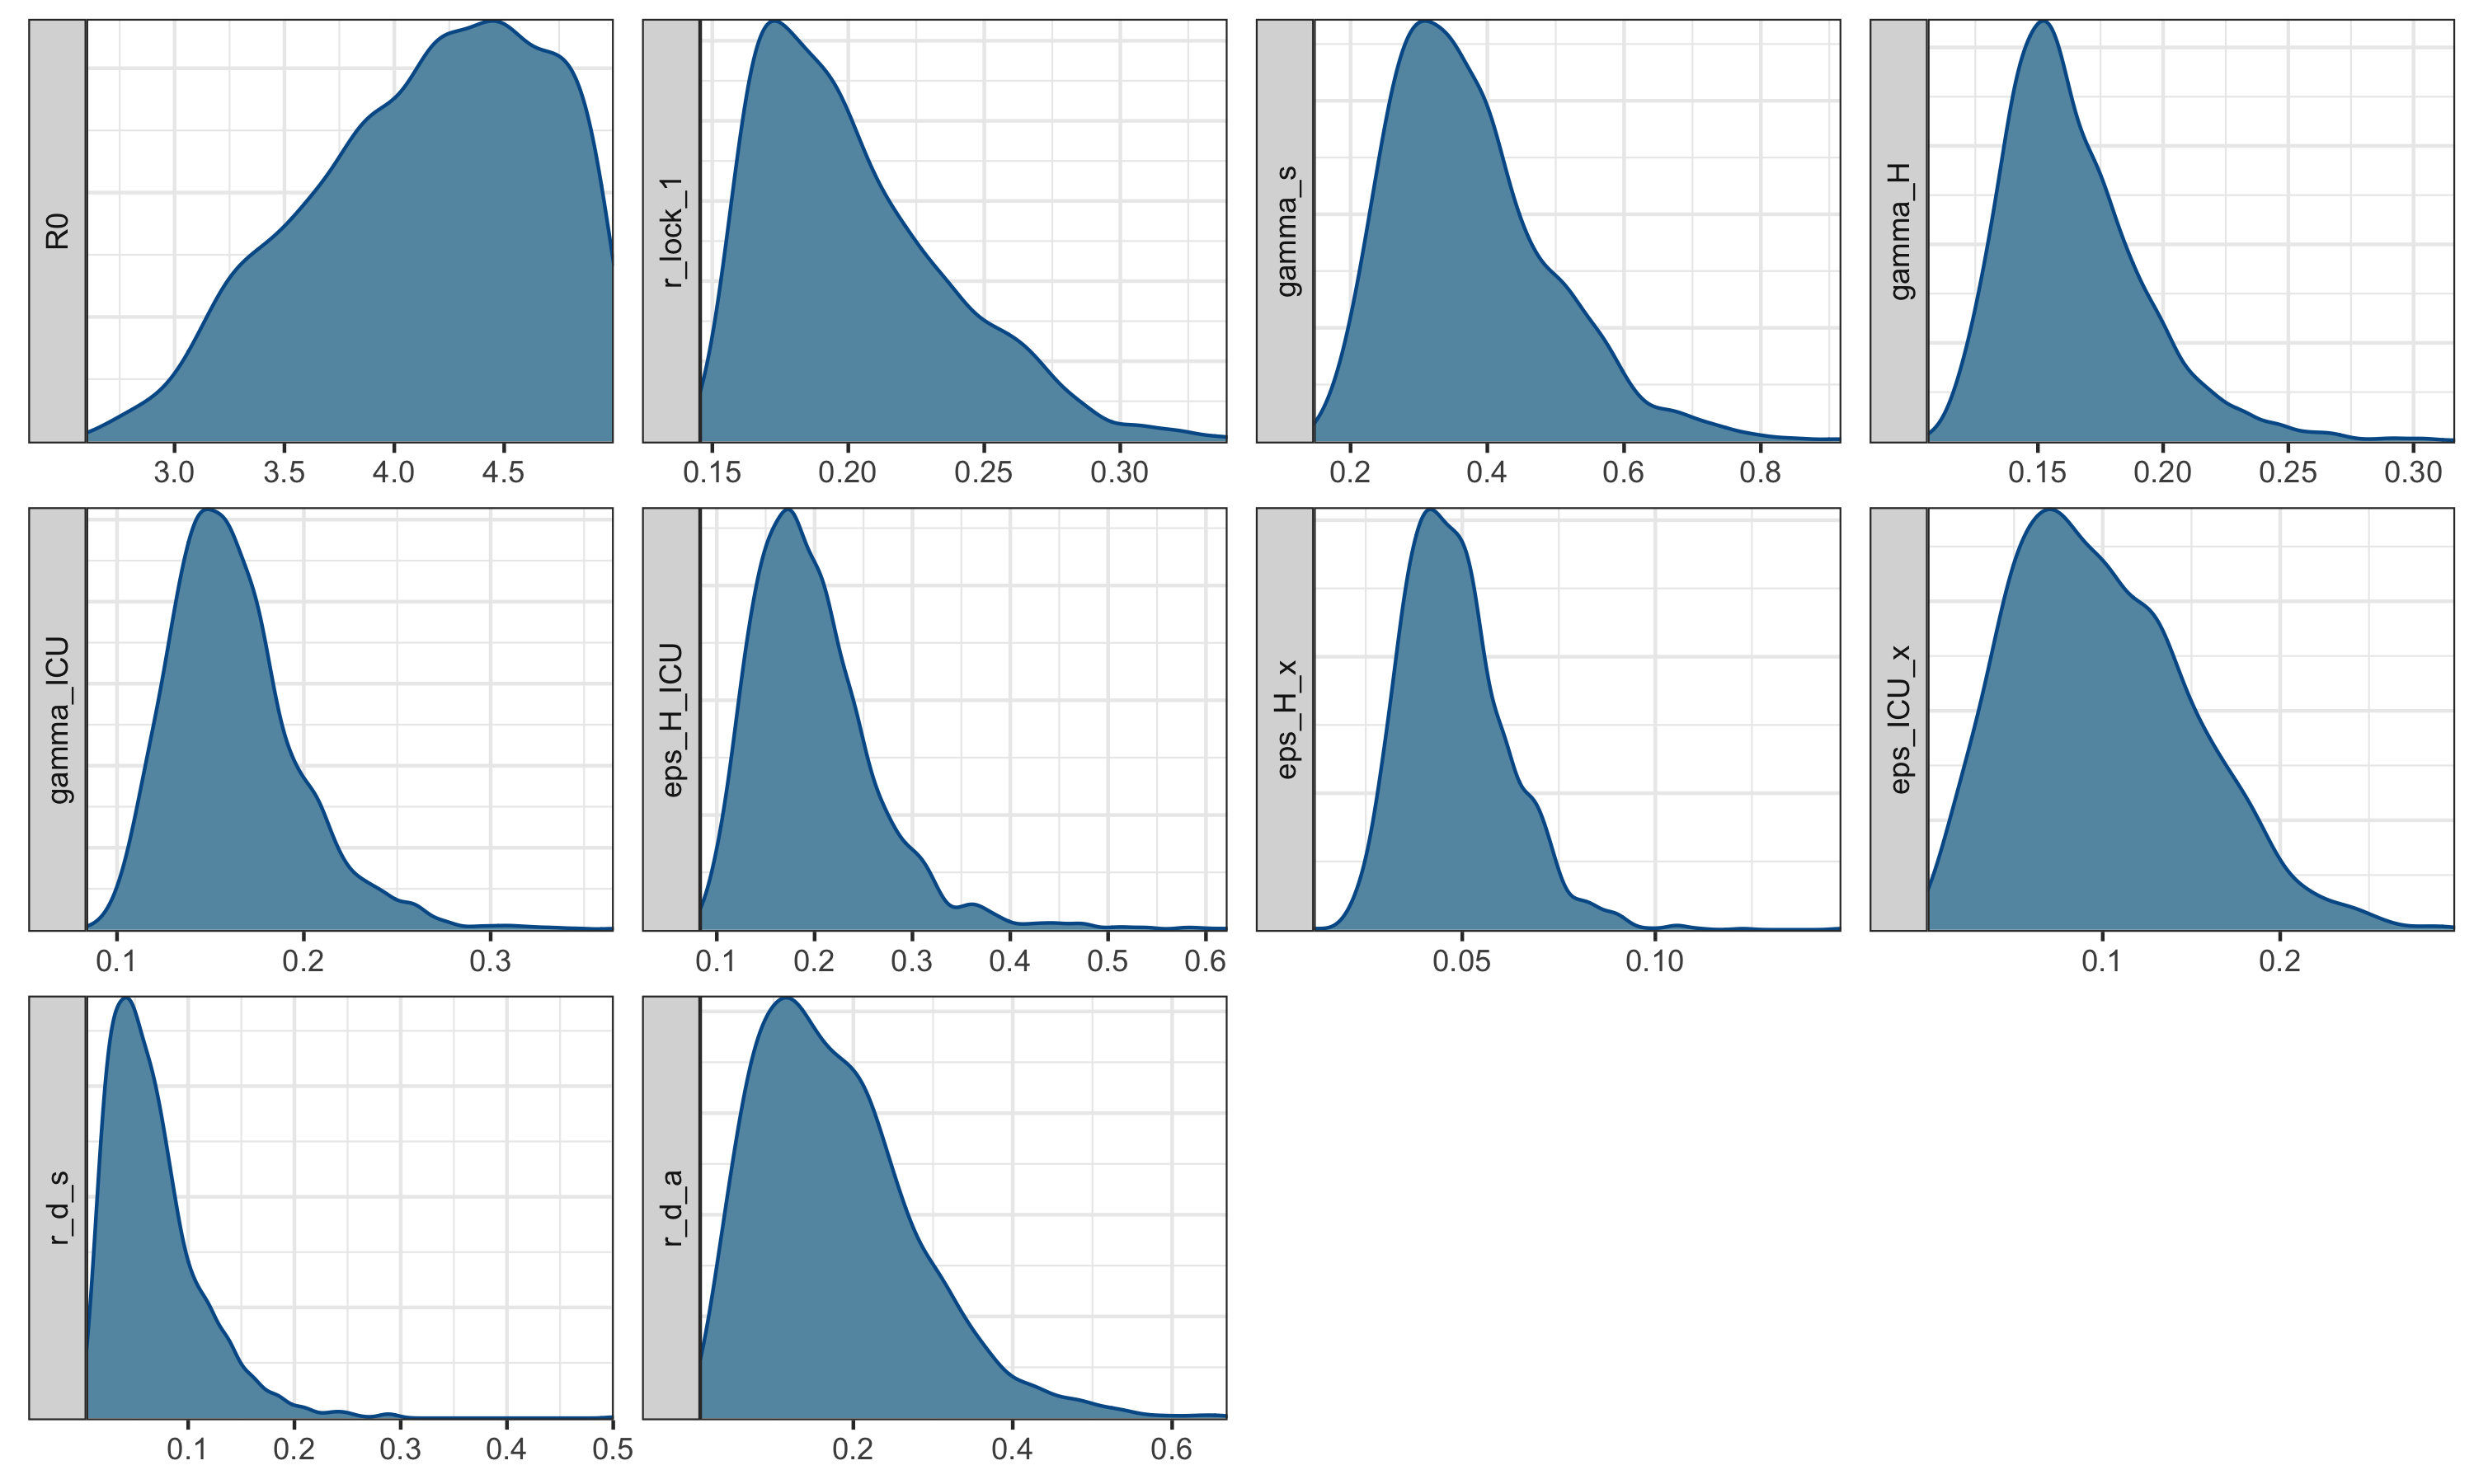 R0
3.0 3.5 4.0 4.5
r_lock_1
0.15 0.20 0.25 0.30
gamma_s
0.2 0.4 0.6 0.8
gamma_H
0.15 0.20 0.25 0.30
gamma_ICU
0.1 0.2 0.3
eps_H_ICU
0.1 0.2 0.3 0.4 0.5 0.6
eps_H_x
0.05 0.10
eps_ICU_x
0.1 0.2
r_d_s
0.1 0.2 0.3 0.4 0.5
r_d_a
0.2 0.4 0.6